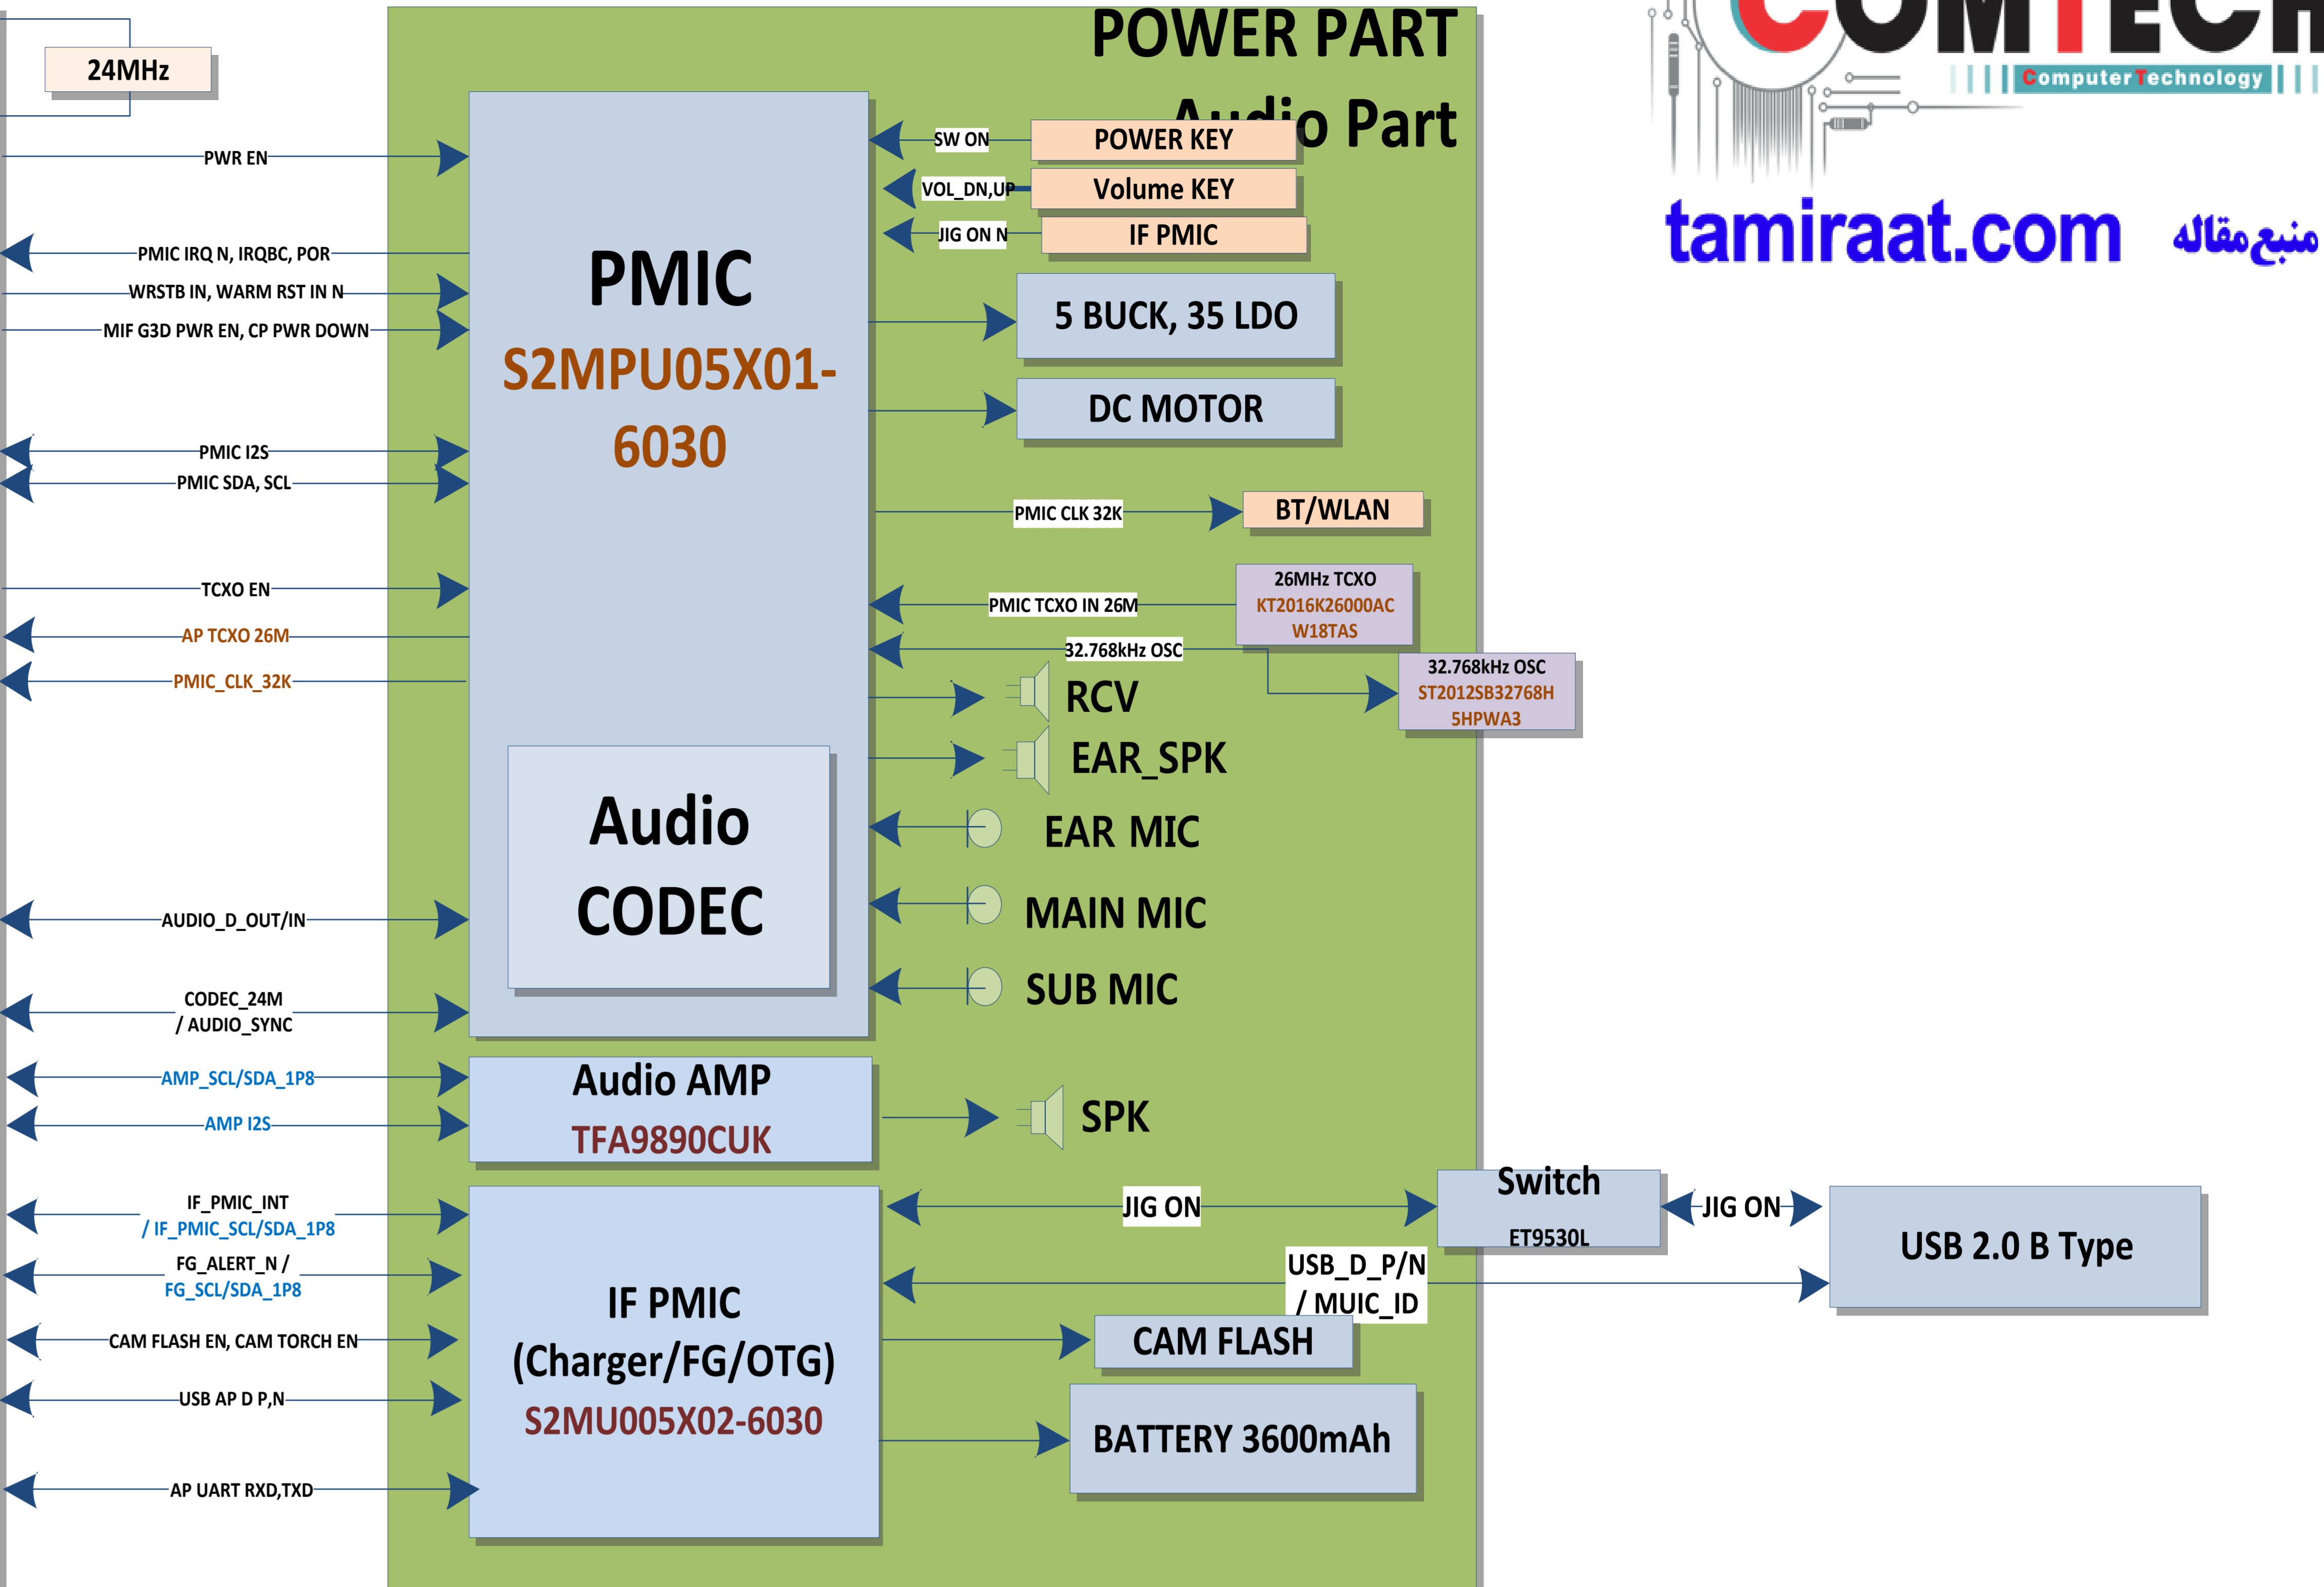 POWER PART
Audio Part
COMTECH
Computer Technology
tamiraat.com
منبع مقاله
24MHz
PWR EN
PMIC IRQ N, IRQBC, POR
WRSTB IN, WARM RST IN N
MIF G3D PWR EN, CP PWR DOWN
PMIC I2S
PMIC SDA, SCL
TCXO EN
AP TCXO 26M
PMIC_CLK_32K
AUDIO_D_OUT/IN
CODEC_24M
/ AUDIO_SYNC
AMP_SCL/SDA_1P8
AMP I2S
IF_PMIC_INT
/ IF_PMIC_SCL/SDA_1P8
FG_ALERT_N /
FG_SCL/SDA_1P8
CAM FLASH EN, CAM TORCH EN
USB AP D P,N
AP UART RXD,TXD
PMIC
S2MPU05X01-
6030
Audio
CODEC
Audio AMP
TFA9890CUK
IF PMIC
(Charger/FG/OTG)
S2MU005X02-6030
SW ON
POWER KEY
VOL_DN,UP
Volume KEY
JIG ON N
IF PMIC
5 BUCK, 35 LDO
DC MOTOR
PMIC CLK 32K
BT/WLAN
PMIC TCXO IN 26M
26MHz TCXO
KT2016K26000AC
W18TAS
32.768kHz OSC
32.768kHz OSC
ST2012SB32768H
5HPWA3
RCV
EAR_SPK
EAR MIC
MAIN MIC
SUB MIC
SPK
JIG ON
Switch
ET9530L
JIG ON
USB 2.0 B Type
USB_D_P/N
/ MUIC_ID
CAM FLASH
BATTERY 3600mAh